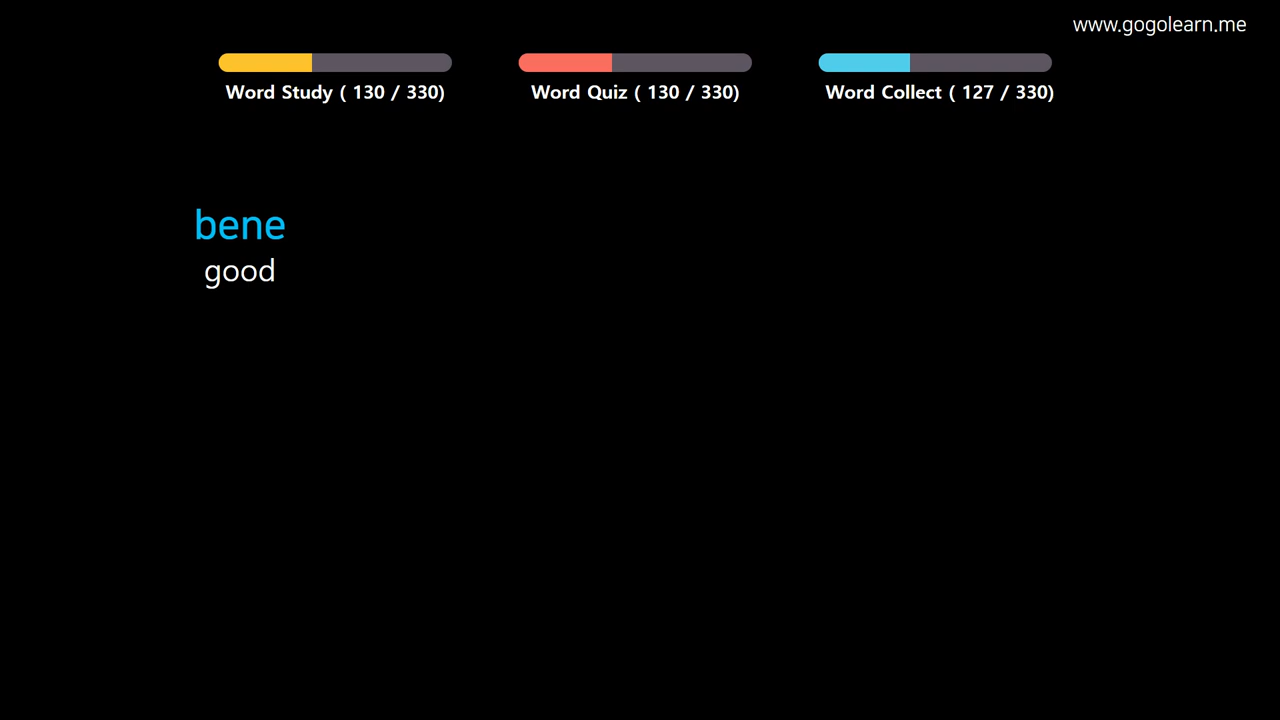 www.gogolearn.me
Word Study ( 130 / 330)
Word Quiz ( 130 / 330)
Word Collect ( 127 / 330)
bene
good